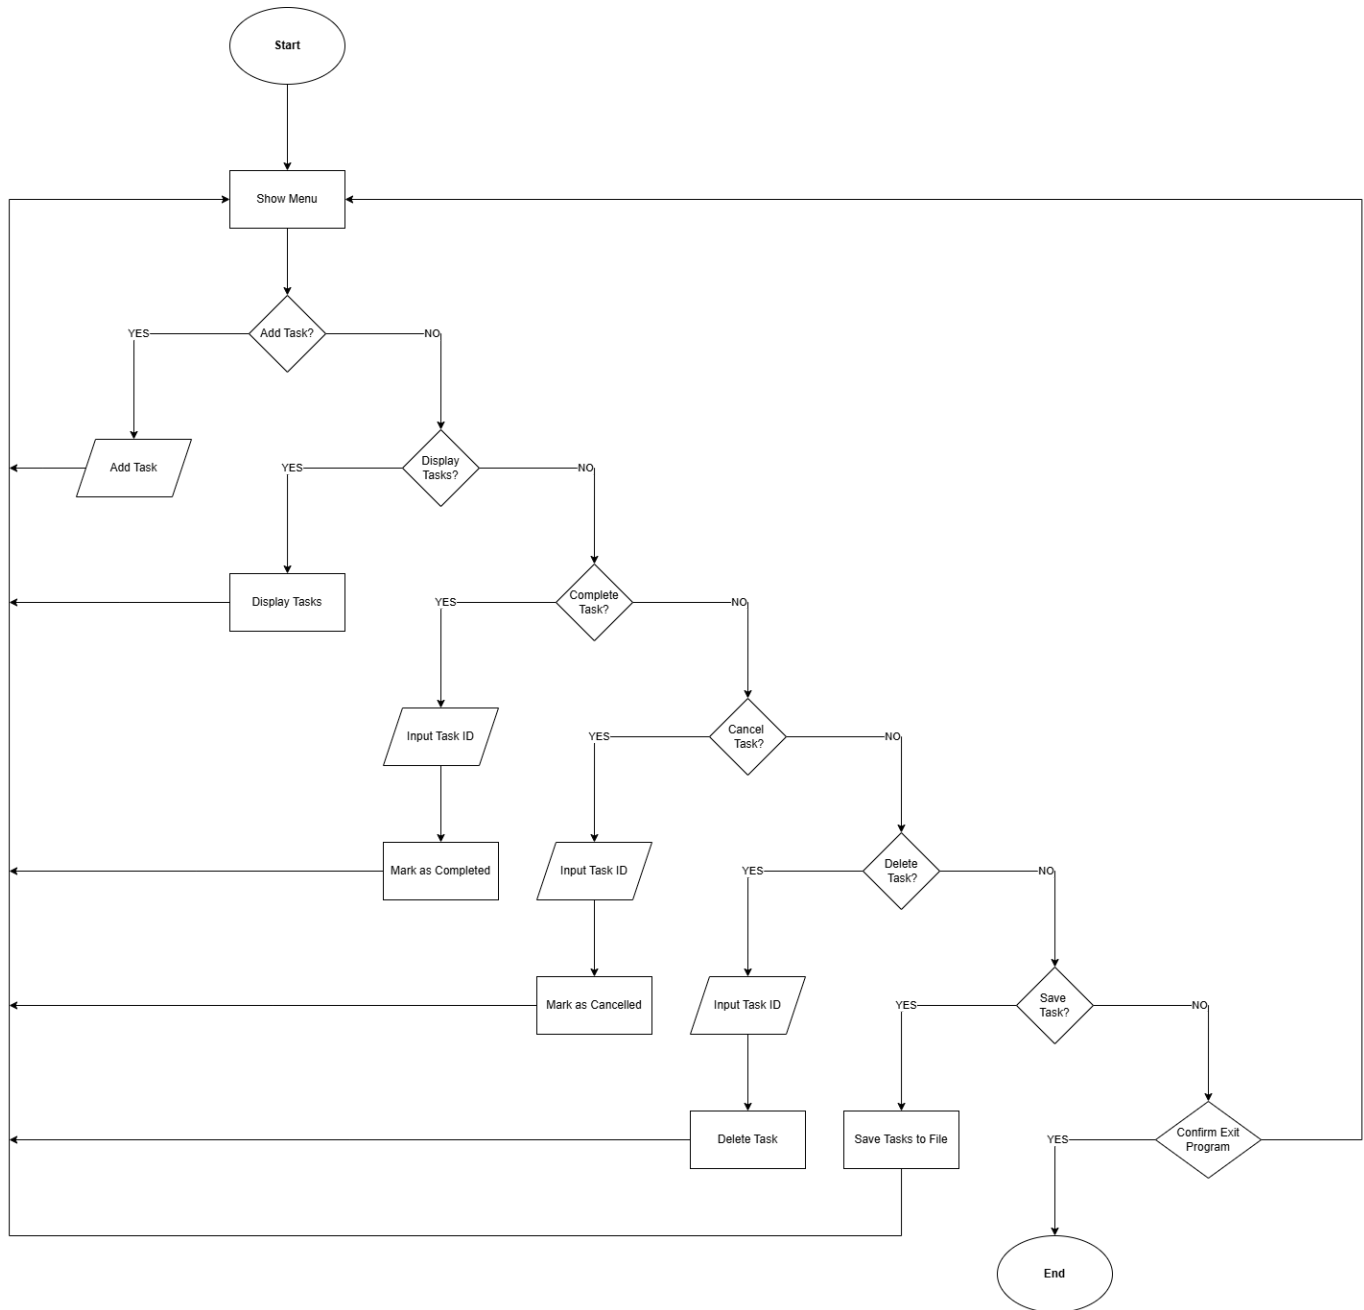 Start
Show Menu
YES
Add Task?
NO
Add Task
YES
Display
Tasks?
NO
Display Tasks
YES
Complete
Task?
NO
Input Task ID
YES
Cancel
Task?
NO
Mark as Completed
Input Task ID
YES
Delete
Task?
NO
Mark as Cancelled
Input Task ID
YES
Save
Task?
NO
Delete Task
Save Tasks to File
YES
Confirm Exit
Program
End